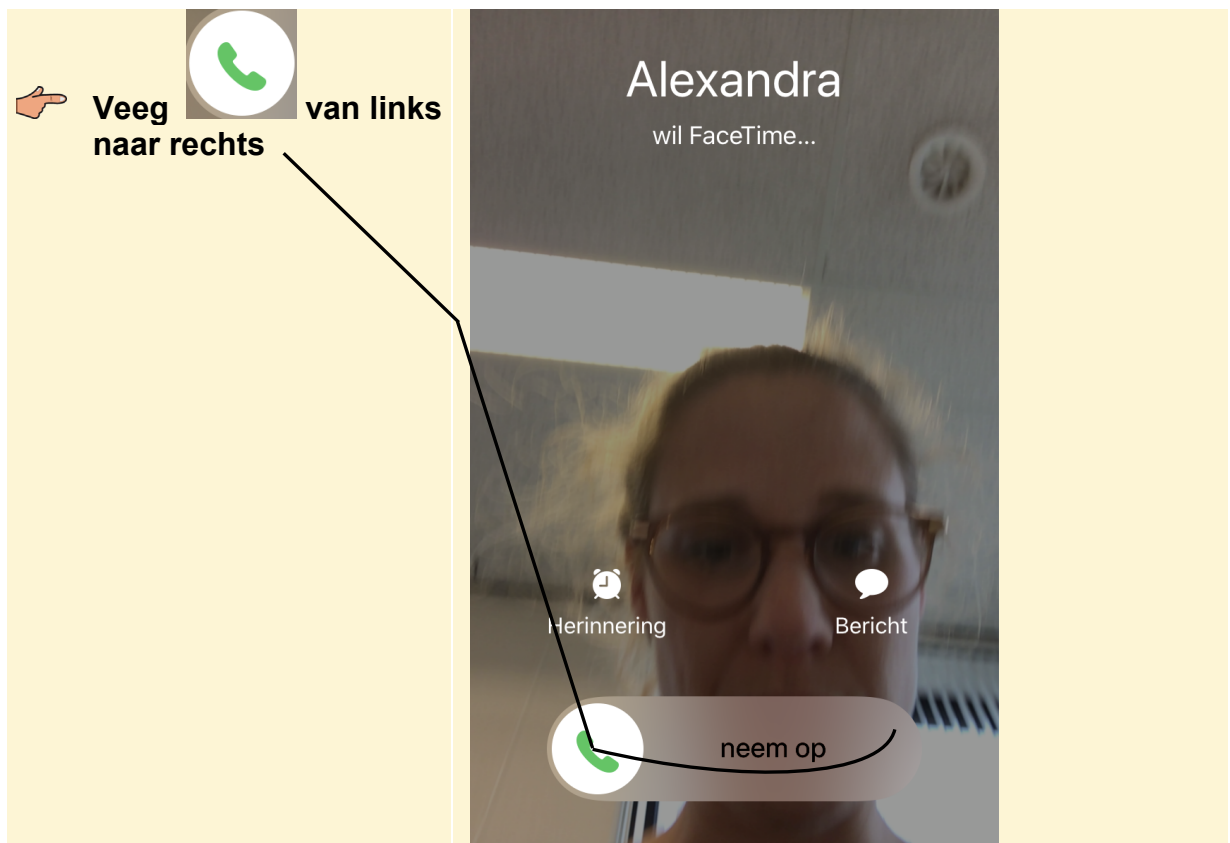 Veeg van links
naar rechts
Alexandra
wil FaceTime...
Herinnering
Bericht
neem op